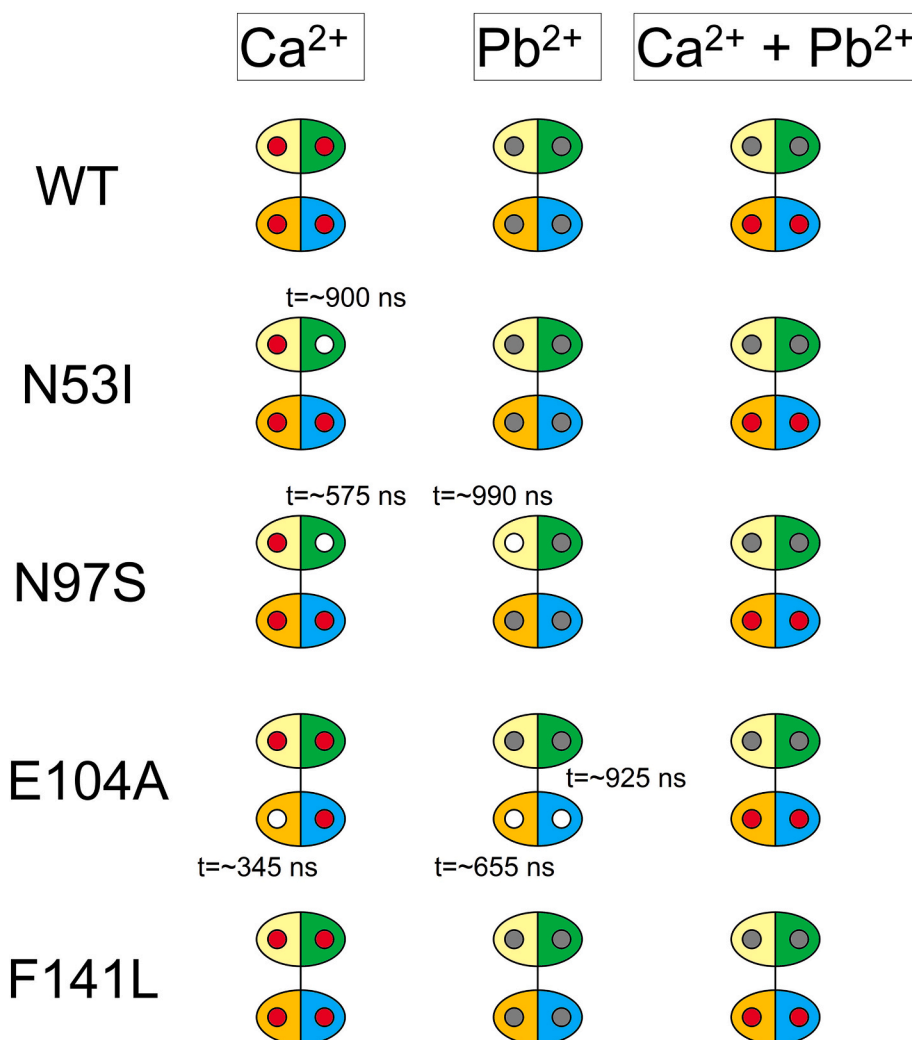 Ca²⁺ Pb²⁺ Ca²⁺ + Pb²⁺
WT
t=~900 ns
N53I
t=~575 ns t=~990 ns
N97S
E104A
t=~925 ns
t=~345 ns t=~655 ns
F141L